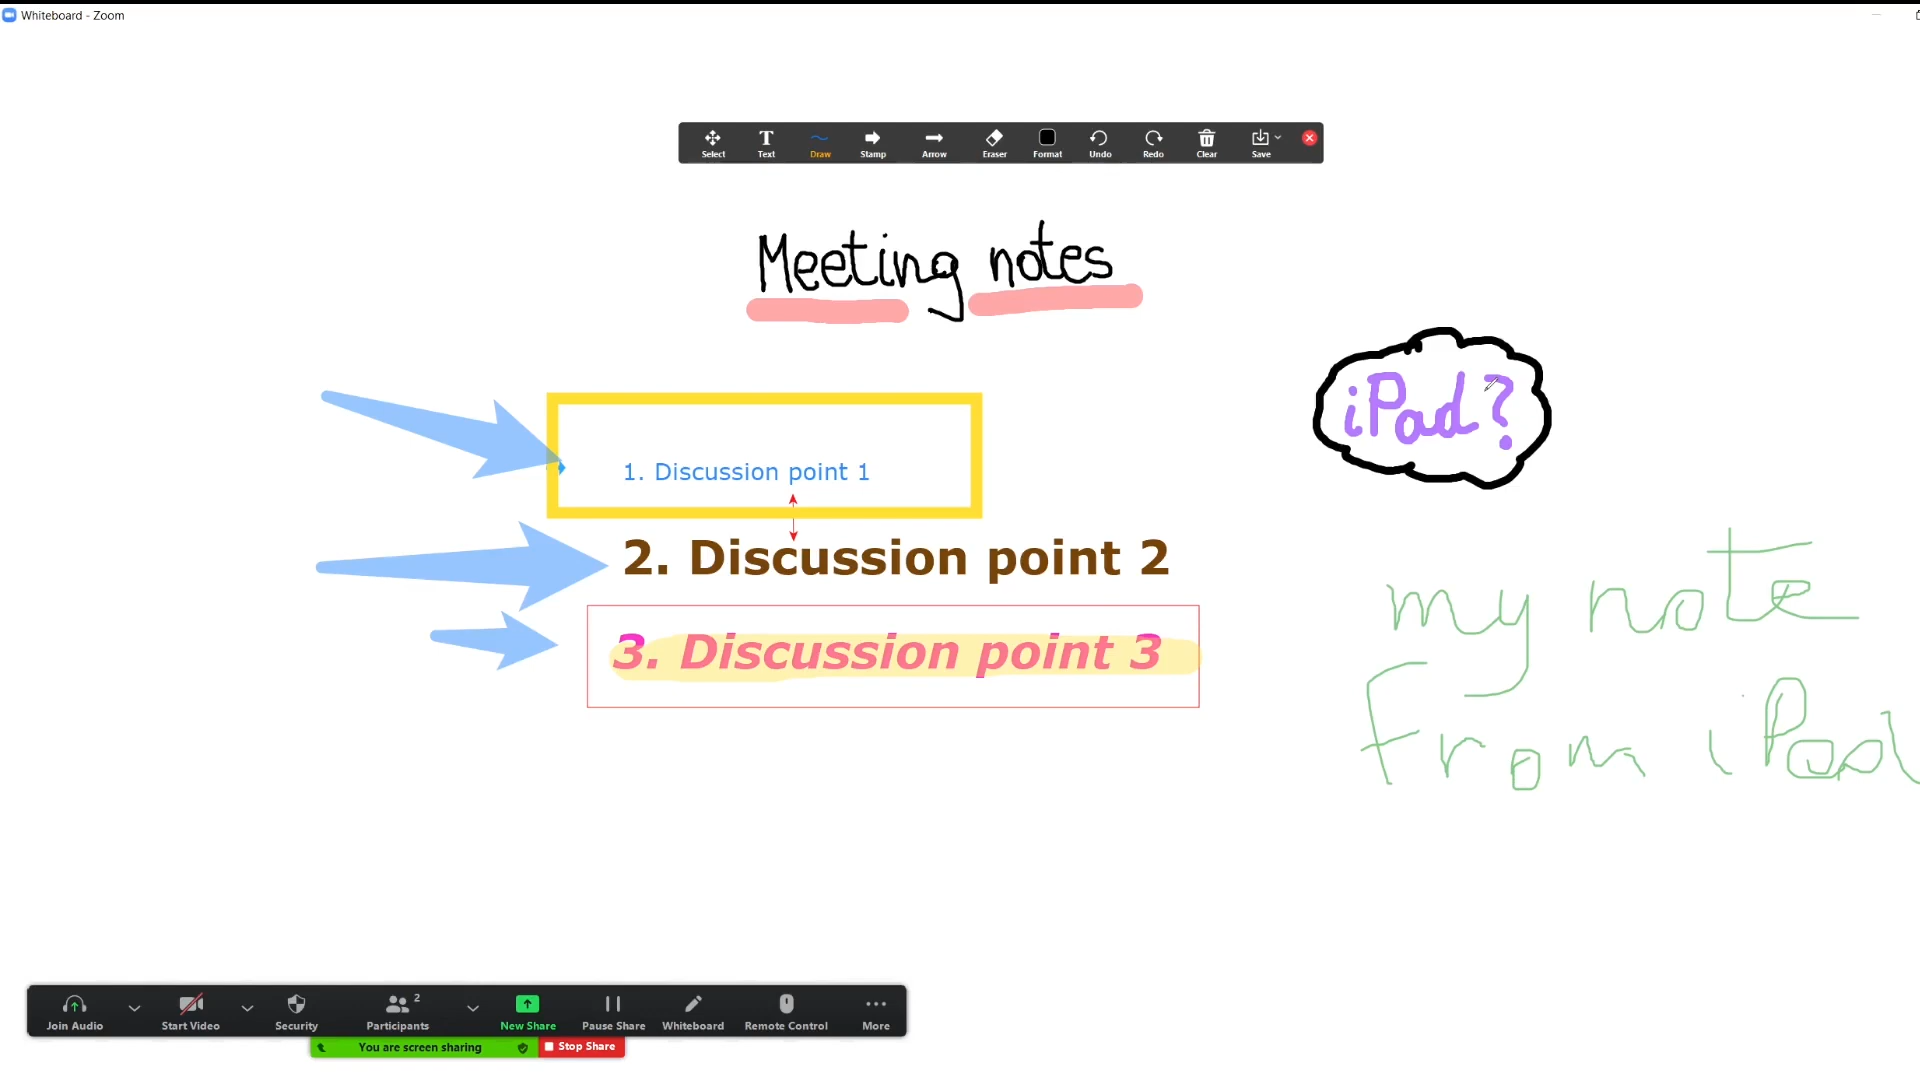 Whiteboard - Zoom
Select Text Draw Stamp Arrow Eraser Format Undo Redo Clear Save
Meeting notes
iPad?
1. Discussion point 1
2. Discussion point 2
3. Discussion point 3
my note
From iPad
2
Join Audio Start Video Security Participants New Share Pause Share Whiteboard Remote Control More
You are screen sharing Stop Share